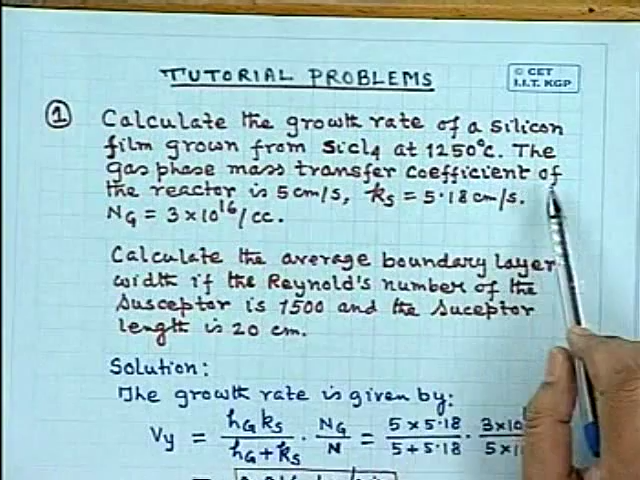 TUTORIAL PROBLEMS
© CET
I.I.T. KGP
① Calculate the growth rate of a silicon
film grown from SiCl4 at 1250°C. The
gas phase mass transfer coefficient of
the reactor is 5 cm/s, ks = 5.18 cm/s.
NG = 3 × 10^16/cc.
Calculate the average boundary layer
width if the Reynold's number of the
Susceptor is 1500 and the Suceptor
length is 20 cm.
Solution:
The growth rate is given by:
Vy = hG ks / hG + ks · NG / N = 5 × 5.18 / 5 + 5.18 · 3 × 10 / 5 × 1